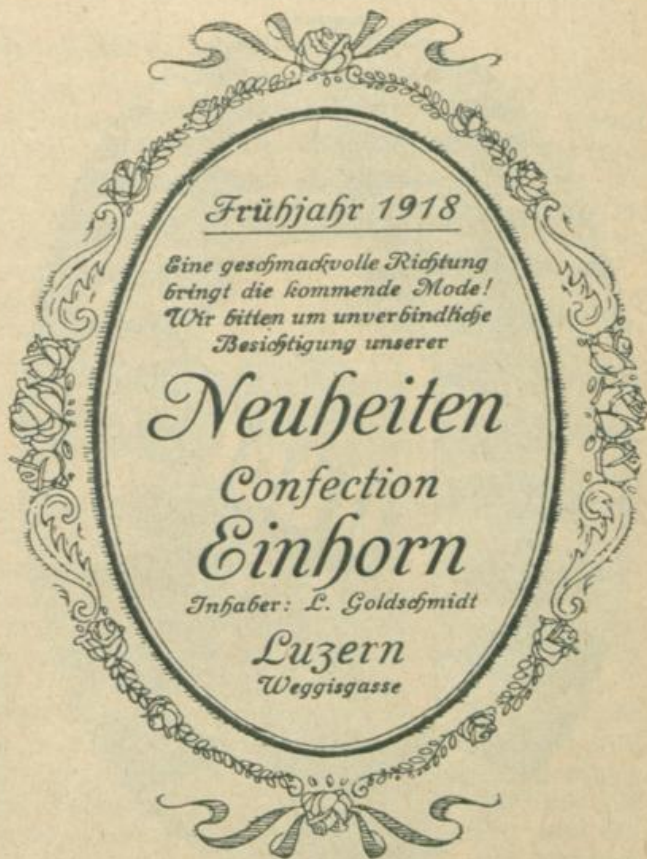 Frühjahr 1918
Eine geschmackvolle Richtung
bringt die kommende Mode!
Wir bitten um unverbindliche
Besichtigung unserer
Neuheiten
Confection
Einhorn
Inhaber: L. Goldschmidt
Luzern
Weggisgasse